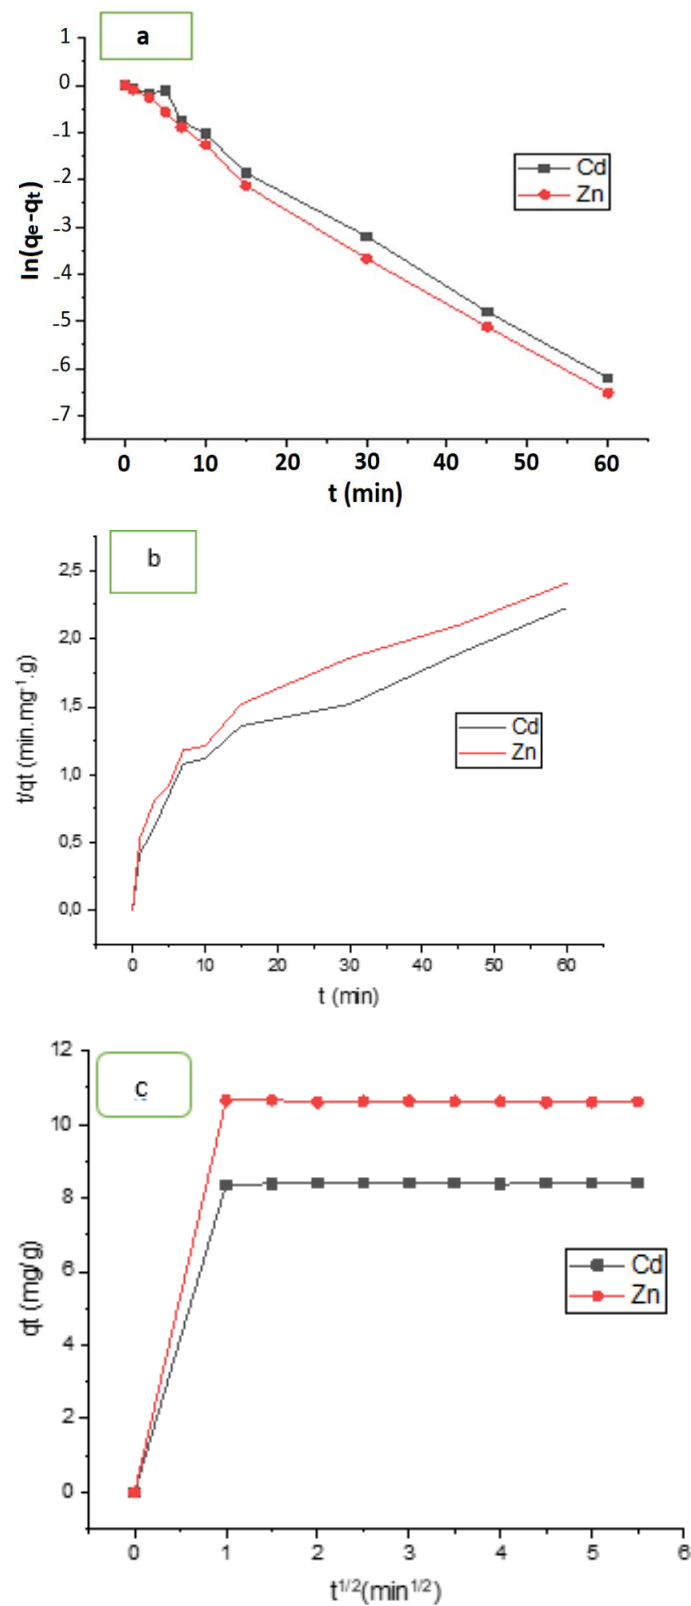 a
1
0
-1
-2
-3
-4
-5
-6
-7
ln(qe-qt)
Cd
Zn
0 10 20 30 40 50 60
t (min)
b
2,5
2,0
1,5
1,0
0,5
0,0
t/qt (min.mg⁻¹.g)
Cd
Zn
0 10 20 30 40 50 60
t (min)
c
12
10
8
6
4
2
0
qt (mg/g)
Cd
Zn
0 1 2 3 4 5 6
t¹/²(min¹/²)